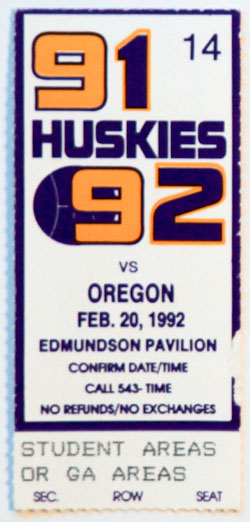 91
14
HUSKIES
92
VS
OREGON
FEB. 20, 1992
EDMUNDSON PAVILION
CONFIRM DATE/TIME
CALL 543-TIME
NO REFUNDS/NO EXCHANGES
STUDENT AREAS
OR GA AREAS
SEC. ROW SEAT